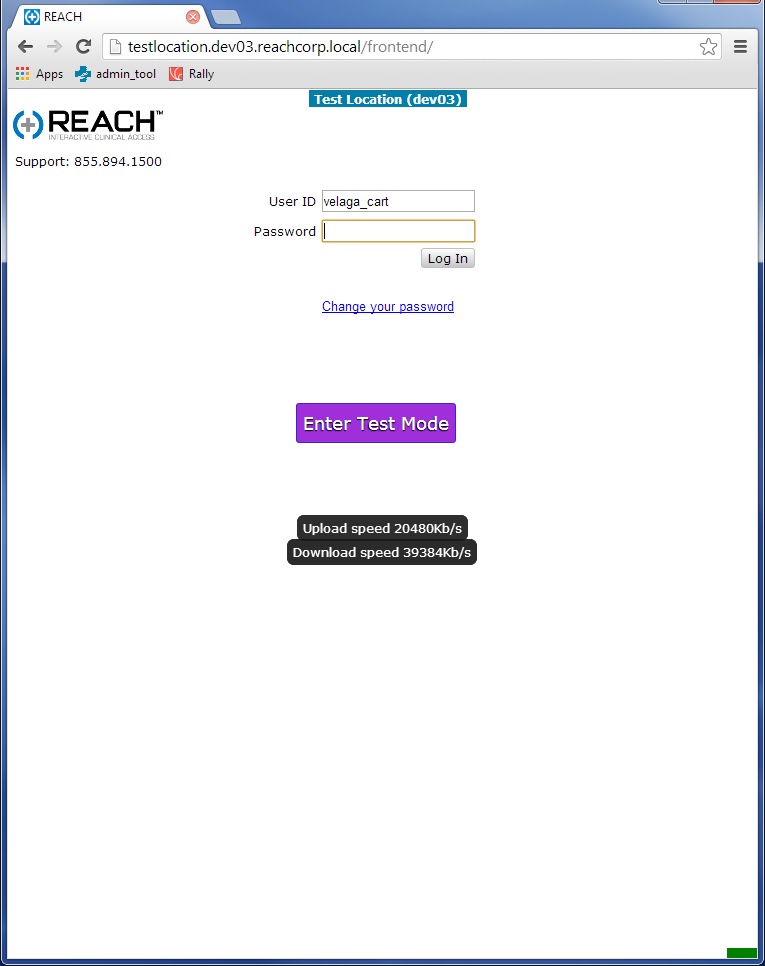 REACH
testlocation.dev03.reachcorp.local/frontend/
Apps admin_tool Rally
Test Location (dev03)
REACH™
INTERACTIVE CLINICAL ACCESS
Support: 855.894.1500
User ID velaga_cart
Password
Log In
Change your password
Enter Test Mode
Upload speed 20480Kb/s
Download speed 39384Kb/s